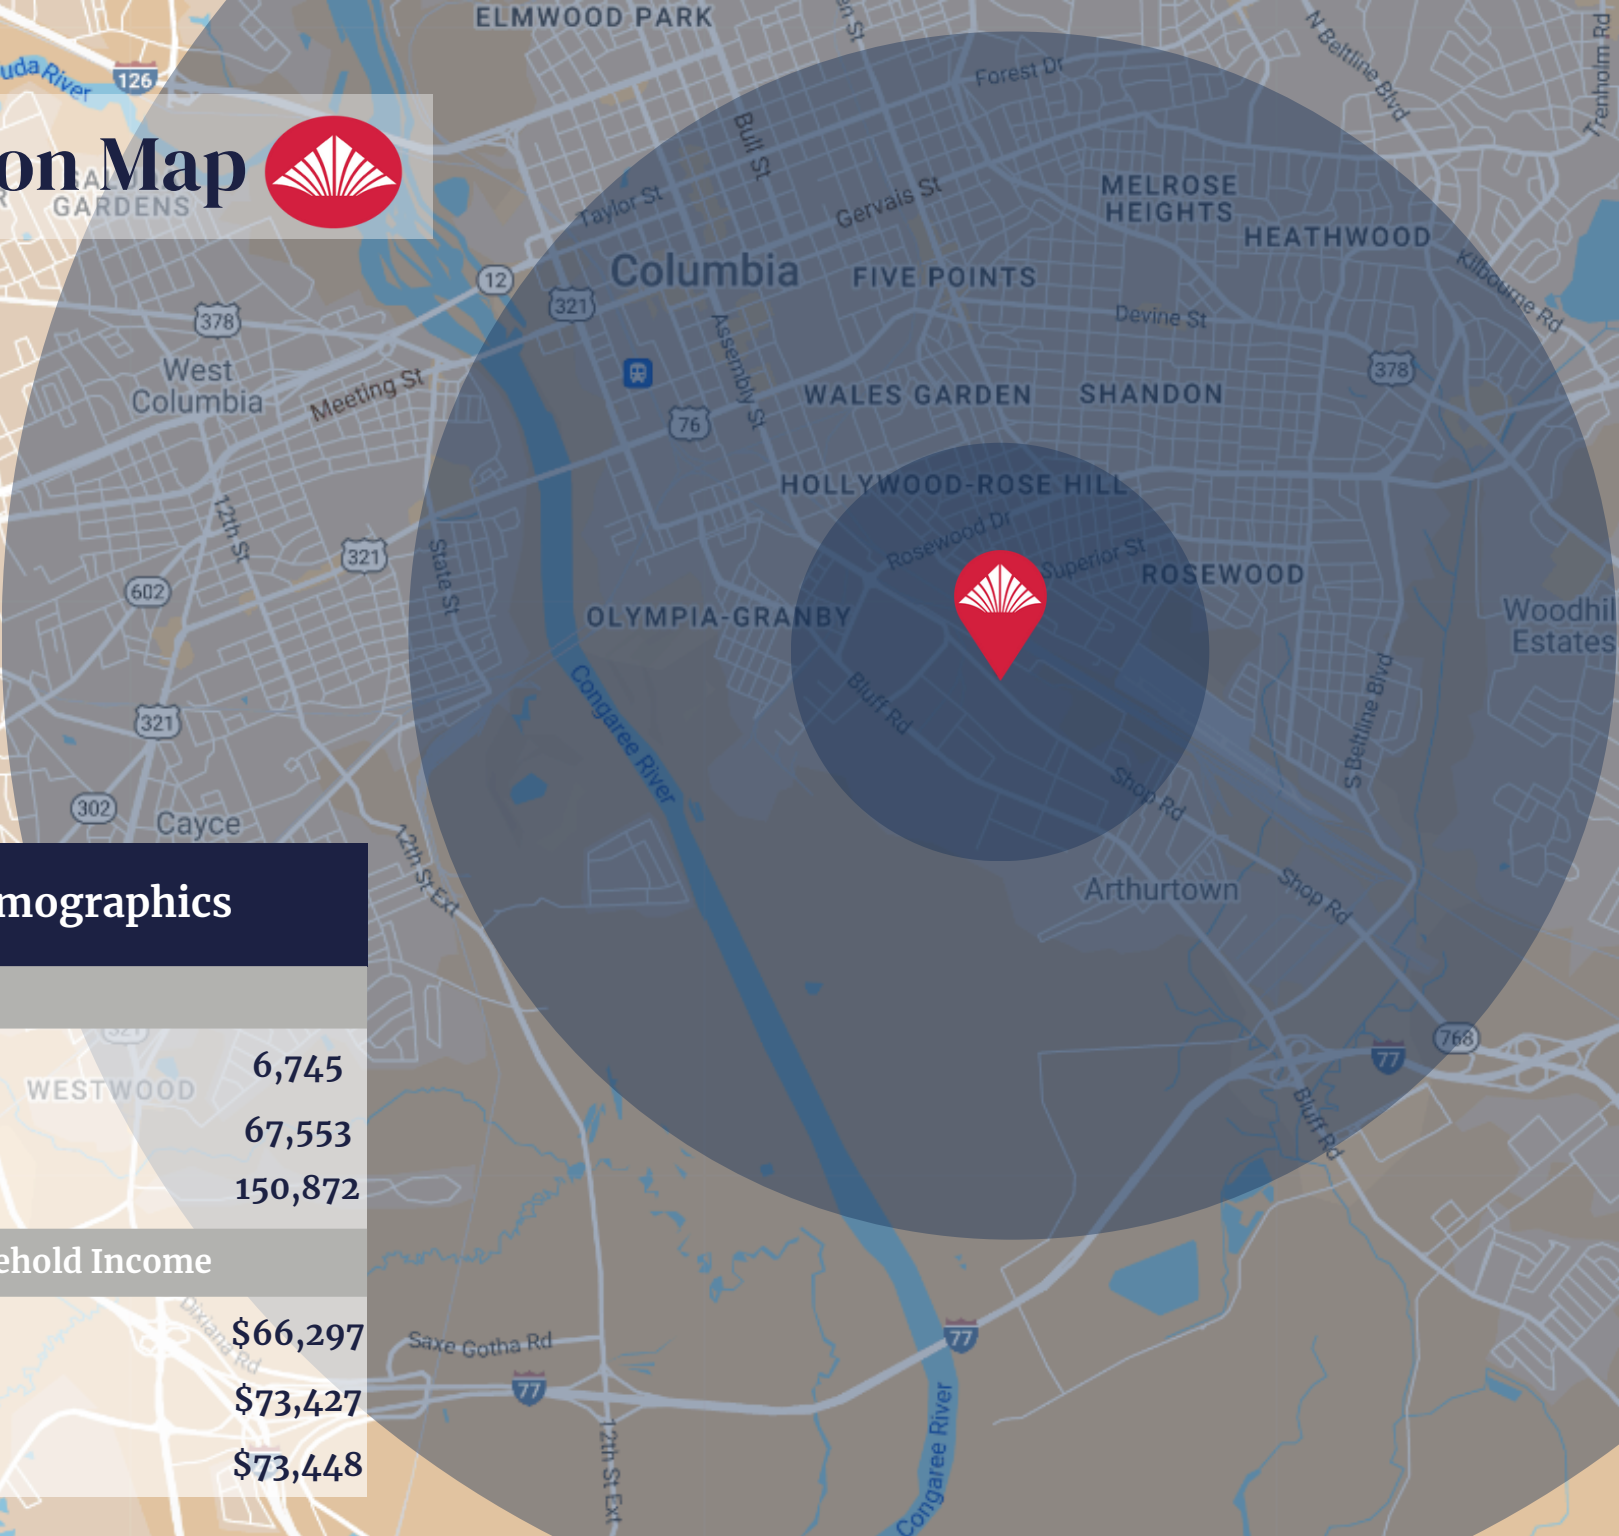 ELMWOOD PARK
Forest Dr
N Beltline Blvd
Trenholm Rd
uda River
126
on Map
GARDENS
Bull St
Taylor St
Gervais St
MELROSE
HEIGHTS
HEATHWOOD
Kilbourne Rd
12
321
Columbia
FIVE POINTS
Devine St
378
West
Columbia
Meeting St
Assembly St
76
WALES GARDEN
SHANDON
378
HOLLYWOOD-ROSE HILL
Rosewood Dr
Superior St
ROSEWOOD
12th St
321
State St
602
OLYMPIA-GRANBY
Woodhil
Estates
Congaree River
Bluff Rd
S Beltline Blvd
321
Shop Rd
302
Cayce
12th St Ext
Arthurtown
Shop Rd
mographics
321
6,745
WESTWOOD
67,553
150,872
768
77
Bluff Rd
ehold Income
Dixiana Rd
$66,297
Saxe Gotha Rd
77
77
$73,427
$73,448
12th St Ext
Congaree River